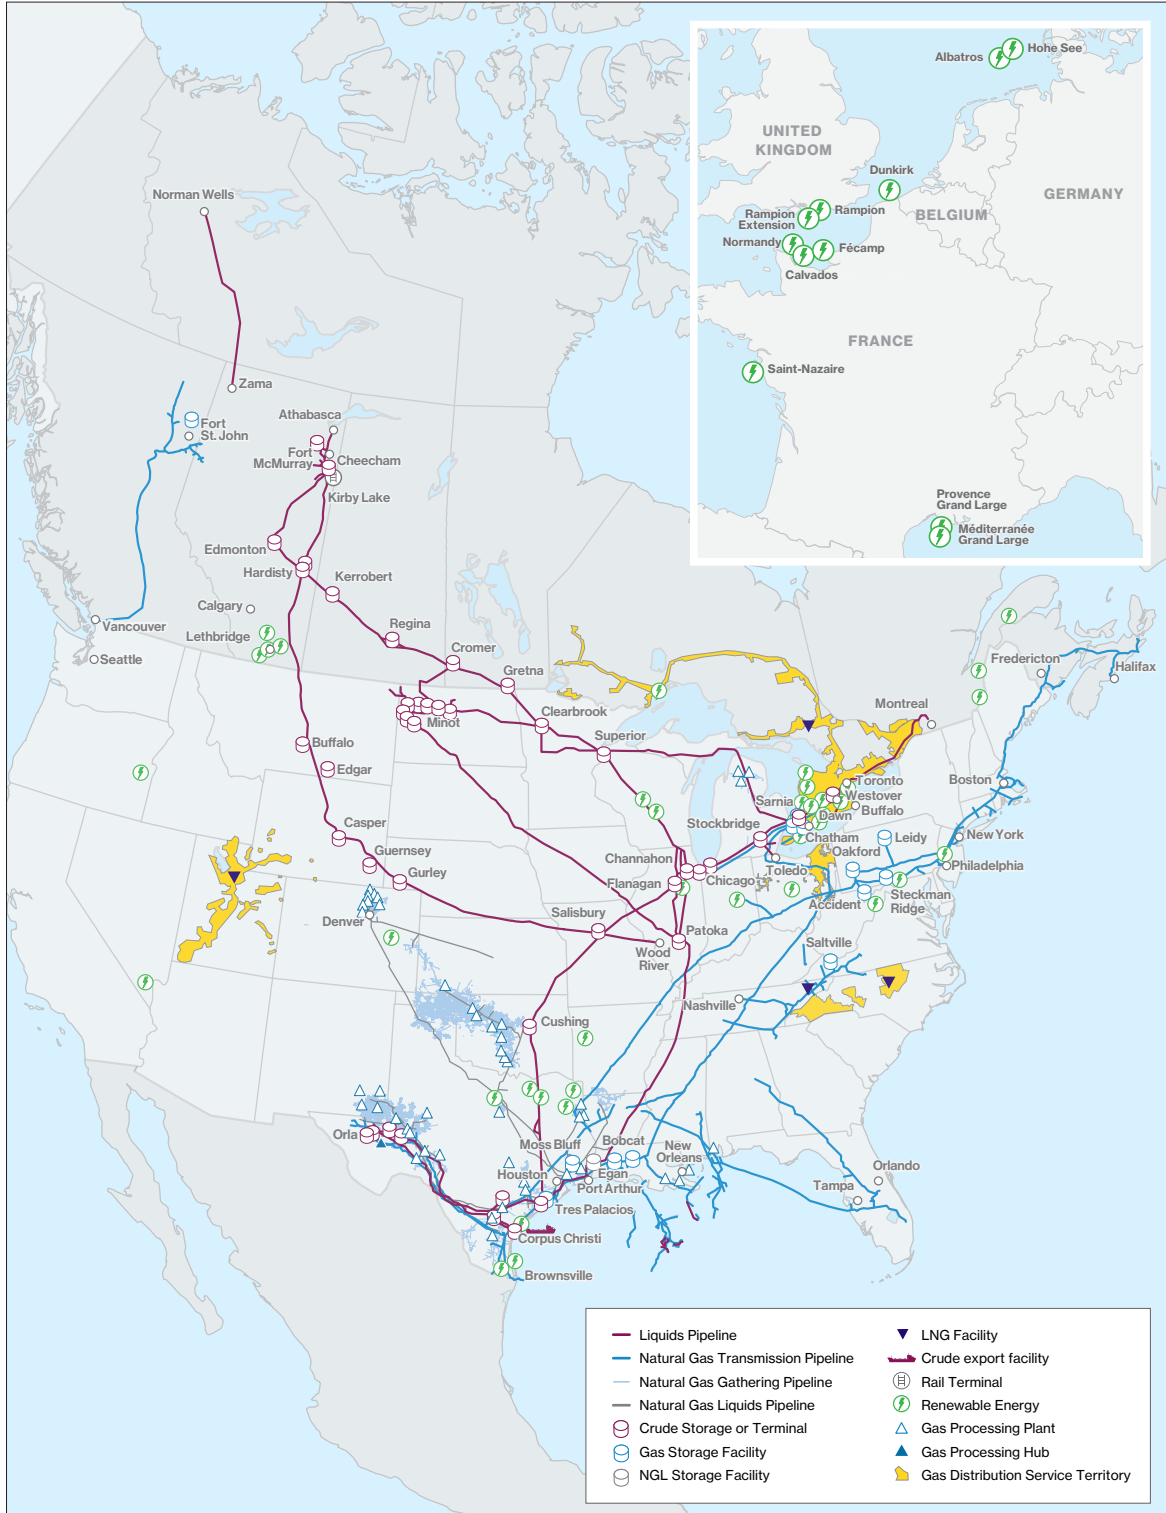 Hohe See
Albatros
UNITED
KINGDOM
Dunkirk
GERMANY
BELGIUM
Rampion
Rampion
Extension
Normandy
Fécamp
Calvados
FRANCE
Saint-Nazaire
Provence
Grand Large
Méditerranée
Grand Large
Norman Wells
Zama
Athabasca
Fort
St. John
Fort
McMurray
Cheecham
Kirby Lake
Edmonton
Hardisty
Kerrobert
Calgary
Vancouver
Lethbridge
Regina
Seattle
Cromer
Gretna
Fredericton
Halifax
Montreal
Minot
Clearbrook
Superior
Buffalo
Edgar
Toronto
Boston
Sarnia
Westover
Buffalo
Dawn
Casper
Stockbridge
Chatham
Leidy
New York
Guernsey
Oakford
Channahon
Toledo
Philadelphia
Gurley
Flanagan
Chicago
Steckman
Ridge
Accident
Denver
Salisbury
Patoka
Wood
River
Saltville
Nashville
Cushing
Orla
Moss Bluff
Bobcat
New
Orleans
Houston
Egan
Port Arthur
Orlando
Tampa
Tres Palacios
Corpus Christi
Brownsville
Liquids Pipeline
Natural Gas Transmission Pipeline
Natural Gas Gathering Pipeline
Natural Gas Liquids Pipeline
Crude Storage or Terminal
Gas Storage Facility
NGL Storage Facility
LNG Facility
Crude export facility
Rail Terminal
Renewable Energy
Gas Processing Plant
Gas Processing Hub
Gas Distribution Service Territory